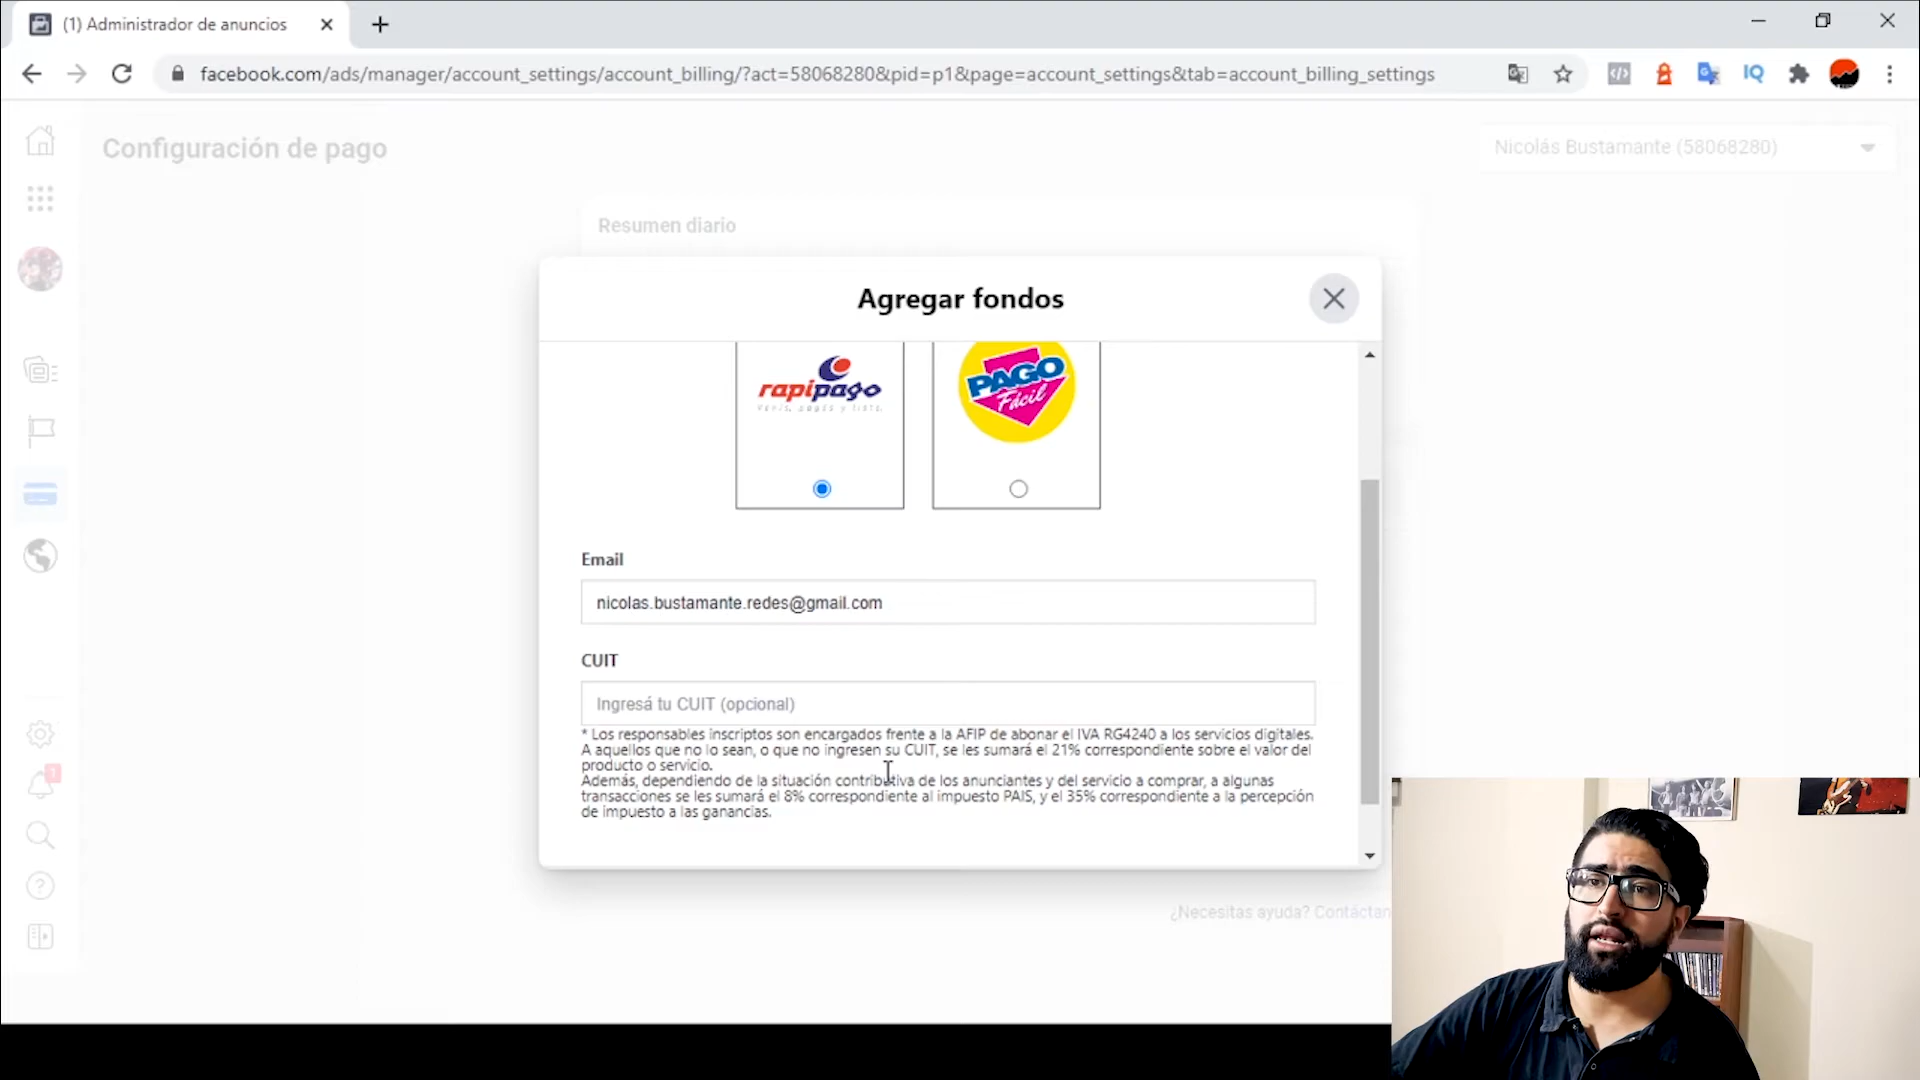 (1) Administrador de anuncios
facebook.com/ads/manager/account_settings/account_billing/?act=58068280&pid=p1&page=account_settings&tab=account_billing_settings
IQ
Configuración de pago
Nicolás Bustamante (58068280)
Resumen diario
Agregar fondos
rapipago
PAGO
Fácil
Email
nicolas.bustamante.redes@gmail.com
CUIT
Ingresá tu CUIT (opcional)
* Los responsables inscriptos son encargados frente a la AFIP de abonar el IVA RG4240 a los servicios digitales.
A aquellos que no lo sean, o que no ingresen su CUIT, se les sumará el 21% correspondiente sobre el valor del
producto o servicio.
Además, dependiendo de la situación contributiva de los anunciantes y del servicio a comprar, a algunas
transacciones se les sumará el 8% correspondiente al impuesto PAIS, y el 35% correspondiente a la percepción
de impuesto a las ganancias.
1
¿Necesitas ayuda? Contáctan